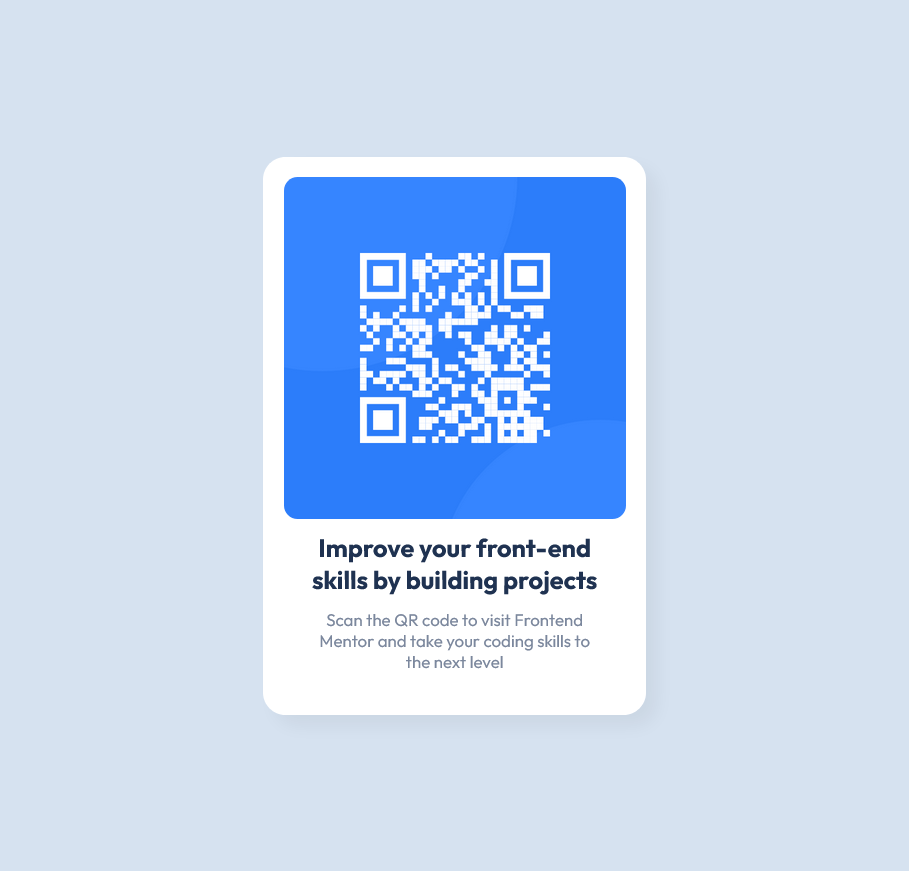 Improve your front-end
skills by building projects
Scan the QR code to visit Frontend
Mentor and take your coding skills to
the next level